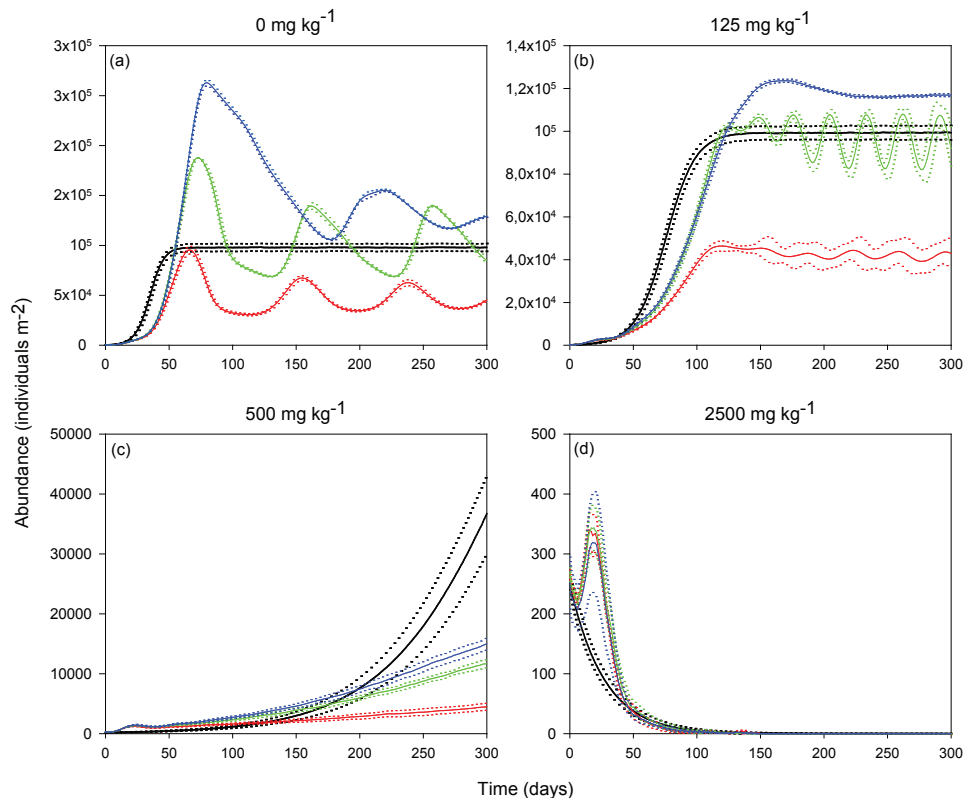 0 mg kg⁻¹
125 mg kg⁻¹
(a)
3x10⁵
3x10⁵
2x10⁵
2x10⁵
10⁵
5x10⁴
0
0 50 100 150 200 250 300
(b)
1,4x10⁵
1,2x10⁵
10⁵
8,0x10⁴
6,0x10⁴
4,0x10⁴
2,0x10⁴
0
0 50 100 150 200 250 300
500 mg kg⁻¹
2500 mg kg⁻¹
(c)
50000
40000
30000
20000
10000
0
0 50 100 150 200 250 300
(d)
500
400
300
200
100
0
0 50 100 150 200 250 300
Abundance (individuals m-2)
Time (days)